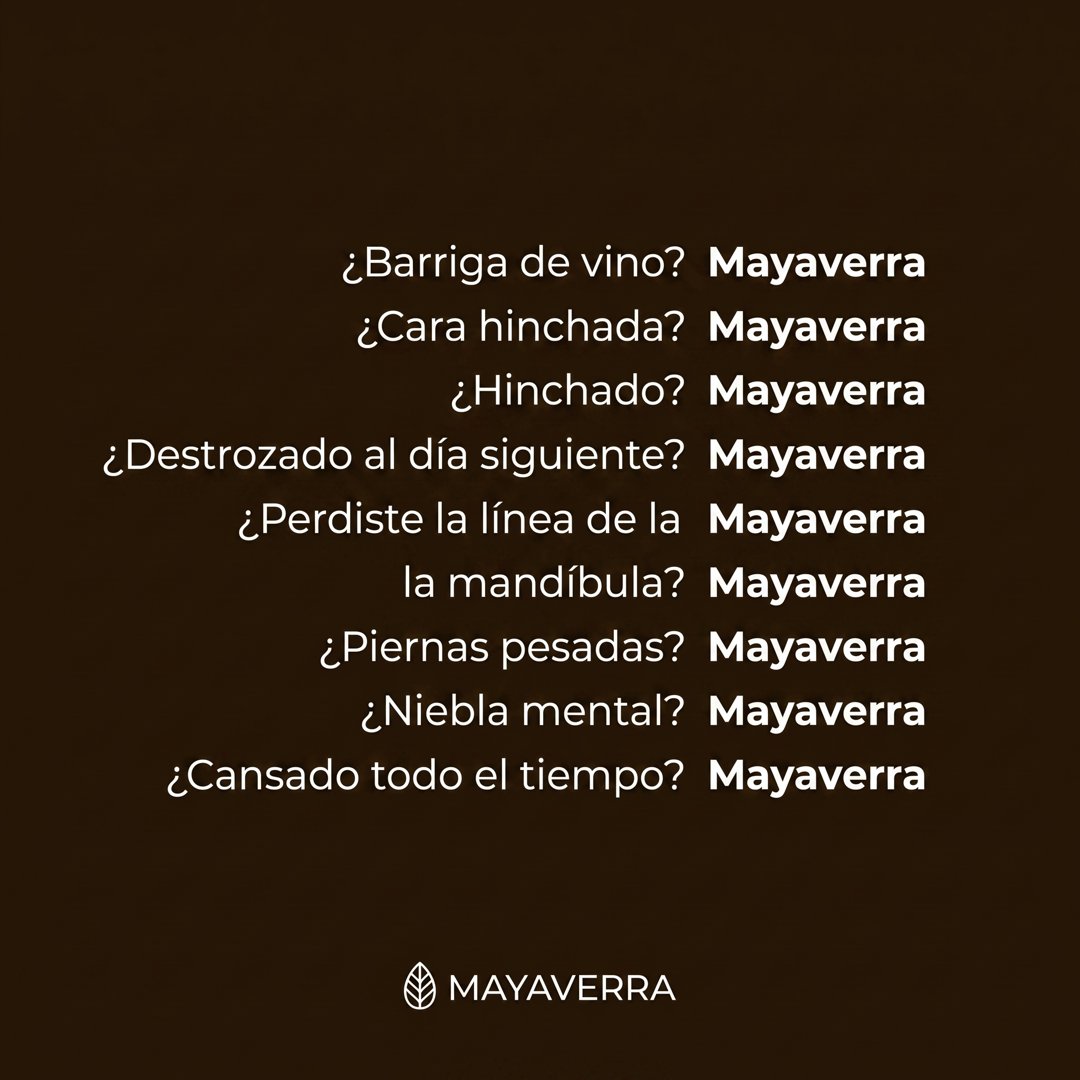 ¿Barriga de vino? Mayaverra
¿Cara hinchada? Mayaverra
¿Hinchado? Mayaverra
¿Destrozado al día siguiente? Mayaverra
¿Perdiste la línea de la Mayaverra
la mandíbula? Mayaverra
¿Piernas pesadas? Mayaverra
¿Niebla mental? Mayaverra
¿Cansado todo el tiempo? Mayaverra
MAYAVERRA